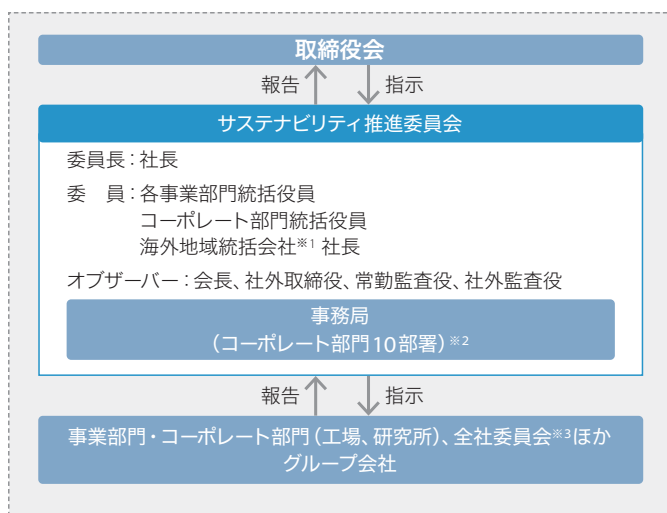 取締役会
報告 指示
サステナビリティ推進委員会
委員長：社長
委　員：各事業部門統括役員
コーポレート部門統括役員
海外地域統括会社※1 社長
オブザーバー：会長、社外取締役、常勤監査役、社外監査役
事務局
（コーポレート部門10部署）※2
報告 指示
事業部門・コーポレート部門（工場、研究所）、全社委員会※3ほか
グループ会社